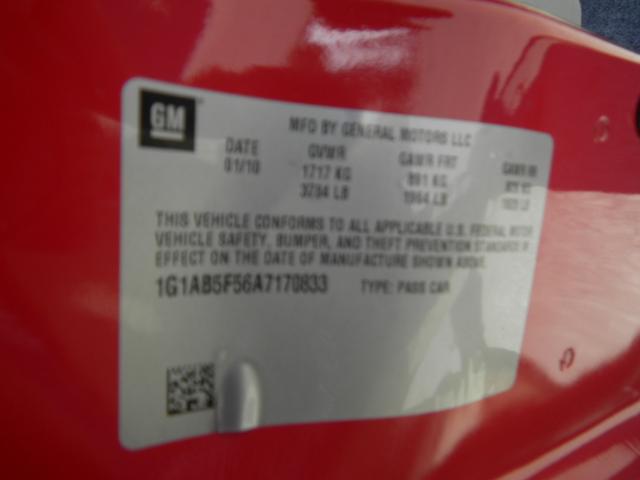 GM
MFD BY GENERAL MOTORS LLC
DATE GVWR GAWR FRT GAWR RR
01/10 1717 KG 891 KG
3784 LB 1964 LB
THIS VEHICLE CONFORMS TO ALL APPLICABLE U.S. FEDERAL MOTOR
VEHICLE SAFETY, BUMPER, AND THEFT PREVENTION STANDARDS IN
EFFECT ON THE DATE OF MANUFACTURE SHOWN ABOVE.
1G1AB5F56A7170833 TYPE: PASS CAR